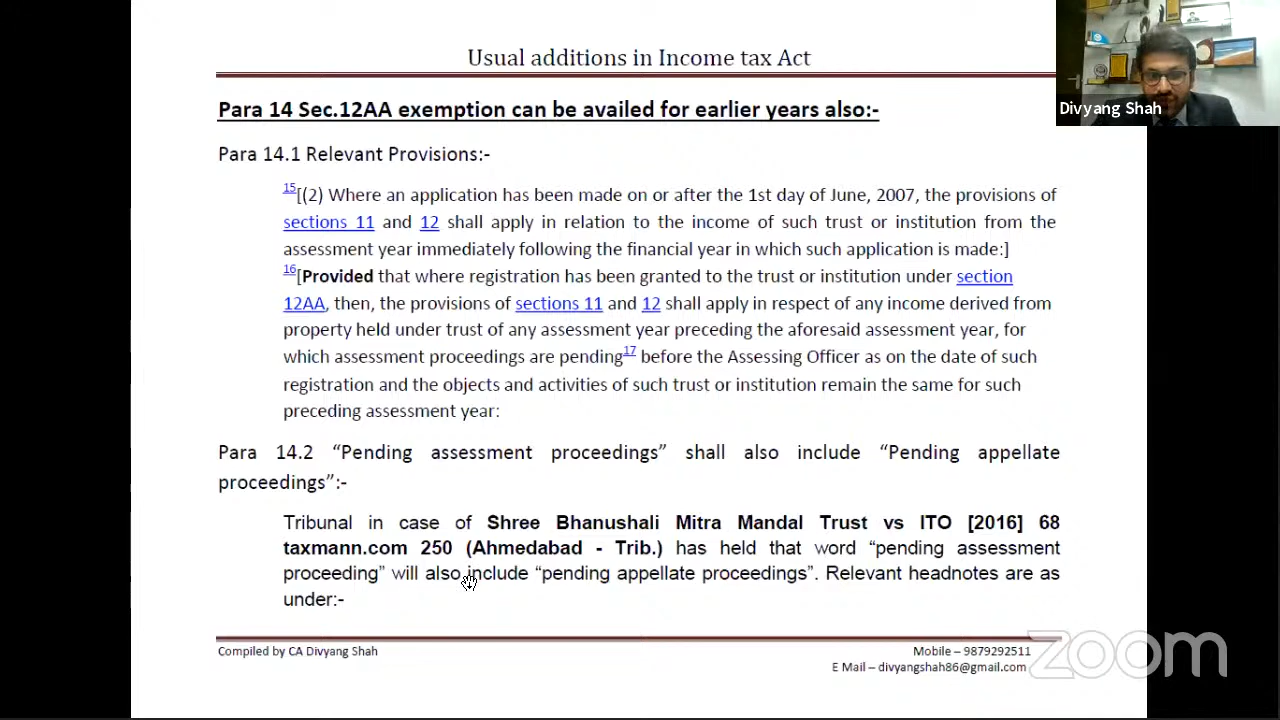 Usual additions in Income tax Act
Divyang Shah
Para 14 Sec.12AA exemption can be availed for earlier years also:-
Para 14.1 Relevant Provisions:-
15[(2) Where an application has been made on or after the 1st day of June, 2007, the provisions of
sections 11 and 12 shall apply in relation to the income of such trust or institution from the
assessment year immediately following the financial year in which such application is made:]
16[Provided that where registration has been granted to the trust or institution under section
12AA, then, the provisions of sections 11 and 12 shall apply in respect of any income derived from
property held under trust of any assessment year preceding the aforesaid assessment year, for
which assessment proceedings are pending17 before the Assessing Officer as on the date of such
registration and the objects and activities of such trust or institution remain the same for such
preceding assessment year:
Para 14.2 “Pending assessment proceedings” shall also include “Pending appellate
proceedings”:-
Tribunal in case of Shree Bhanushali Mitra Mandal Trust vs ITO [2016] 68
taxmann.com 250 (Ahmedabad - Trib.) has held that word “pending assessment
proceeding” will also include “pending appellate proceedings”. Relevant headnotes are as
under:-
Compiled by CA Divyang Shah
Mobile – 9879292511
E Mail – divyangshah86@gmail.com
zoom